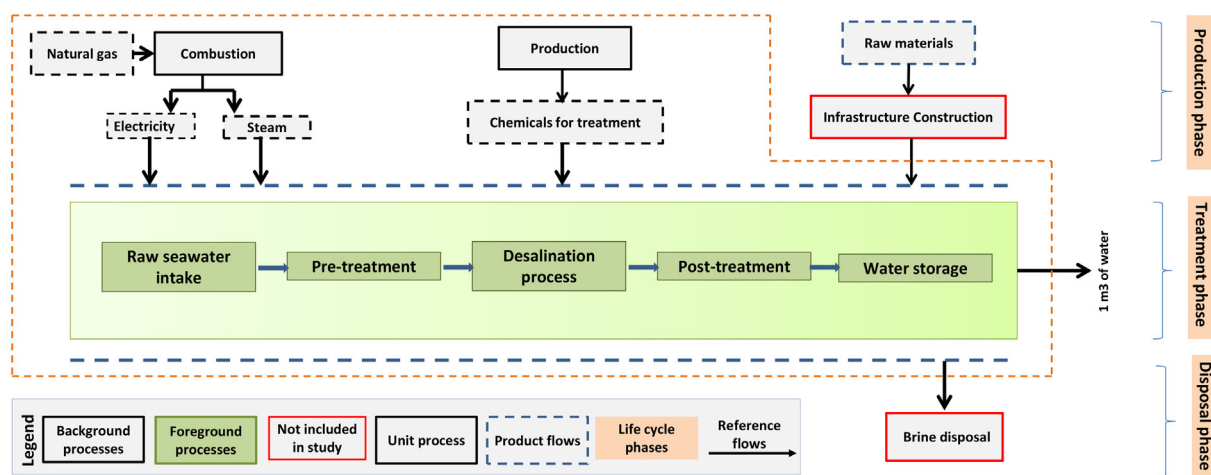 Natural gas
Combustion
Production
Raw materials
Electricity
Steam
Chemicals for treatment
Infrastructure Construction
Production phase
Raw seawater
intake
Pre-treatment
Desalination
process
Post-treatment
Water storage
1 m3 of water
Treatment phase
Brine disposal
Disposal phase
Legend
Background
processes
Foreground
processes
Not included
in study
Unit process
Product flows
Life cycle
phases
Reference
flows